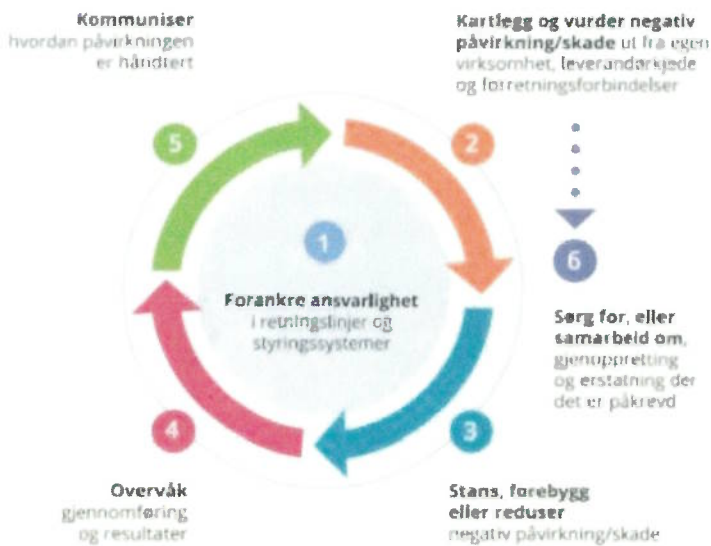 Kommuniser
hvordan påvirkningen
er håndtert
Kartlegg og vurder negativ
påvirkning/skade ut fra egen
virksomhet, leverandørkjede
og forretningsforbindelser
5
2
1
6
Forankre ansvarlighet
i retningslinjer og
styringssystemer
Sørg for, eller
samarbeid om,
gjenoppretting
og erstatning der
det er påkrevd
4
3
Overvåk
gjennomføring
og resultater
Stans, forebygg
eller reduser
negativ påvirkning/skade